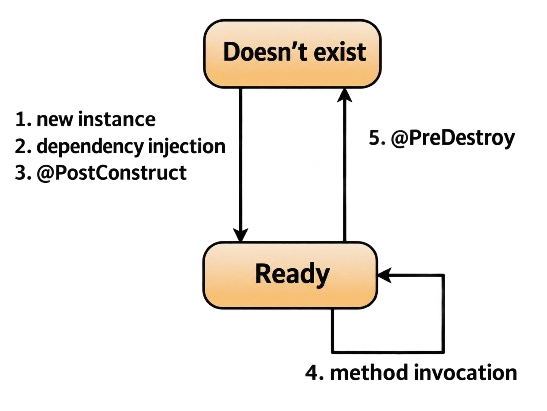 Doesn't exist
1. new instance
2. dependency injection
3. @PostConstruct
5. @PreDestroy
Ready
4. method invocation